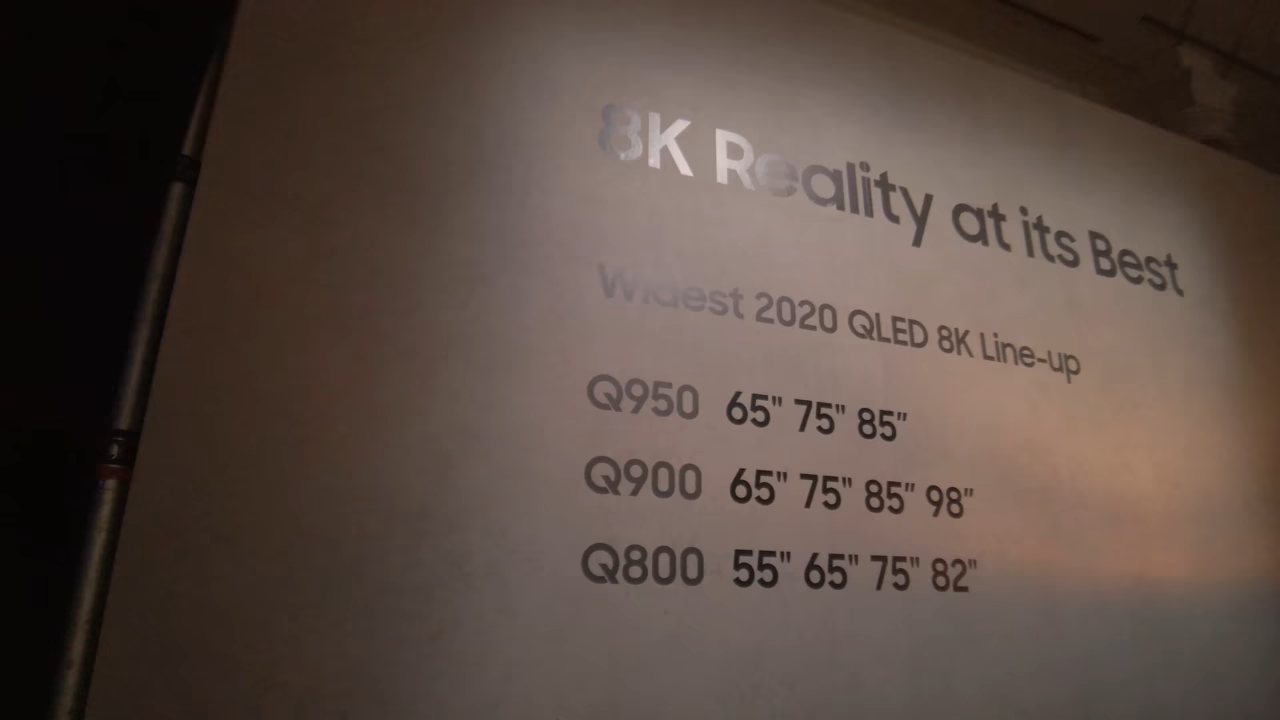 8K Reality at its Best
Widest 2020 QLED 8K Line-up
Q950 65" 75" 85"
Q900 65" 75" 85" 98"
Q800 55" 65" 75" 82"